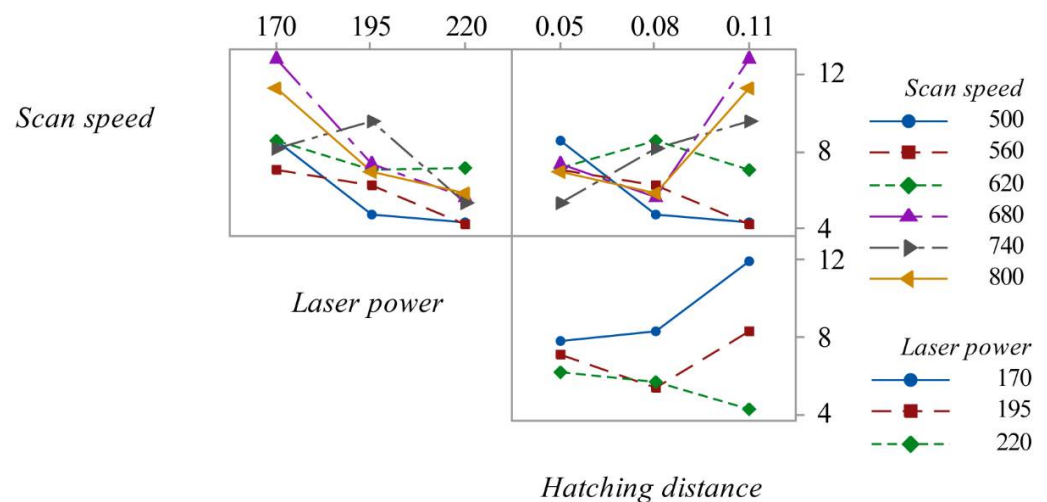 170 195 220 0.05 0.08 0.11
12
Scan speed
8
4
Scan speed
500
560
620
680
740
800
12
Laser power
8
4
Laser power
170
195
220
Hatching distance